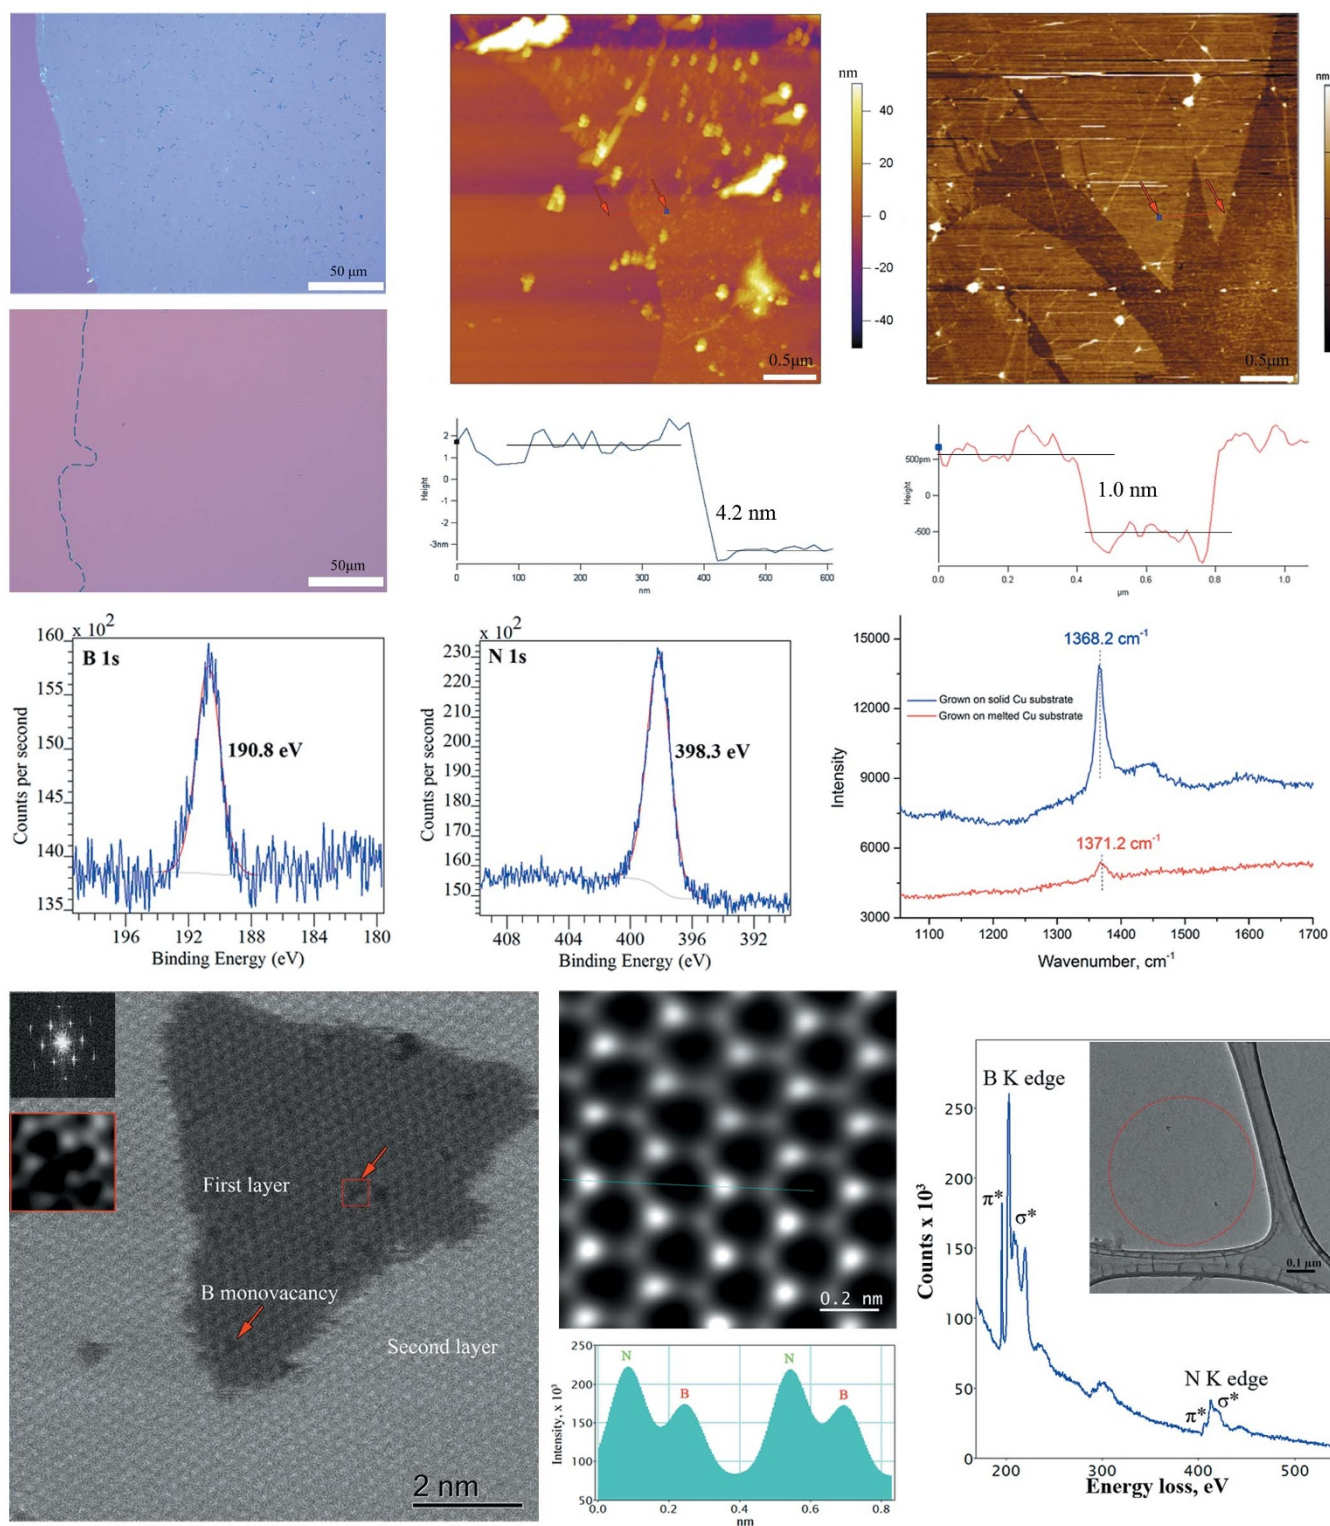 50 µm
50µm
nm
40
20
0
-20
-40
0.5µm
nm
0.5µm
Height
2
1
0
-1
-2
-3nm
4.2 nm
0
100
200
300
400
500
600
nm
Height
500pm
0
-500
1.0 nm
0.0
0.2
0.4
0.6
0.8
1.0
µm
x 10²
B 1s
190.8 eV
Counts per second
160
157
153
150
142
138
135
196
192
188
184
180
Binding Energy (eV)
x 10²
N 1s
398.3 eV
Counts per second
230
220
210
200
190
180
170
160
150
408
404
400
396
392
Binding Energy (eV)
1368.2 cm⁻¹
Grown on solid Cu substrate
Grown on melted Cu substrate
1371.2 cm⁻¹
Intensity
15000
12000
9000
6000
3000
1100
1200
1300
1400
1500
1600
1700
Wavenumber, cm⁻¹
First layer
B monovacancy
Second layer
2 nm
0.2 nm
Intensity, x 10³
250
200
150
100
50
N
B
N
B
0.0
0.2
0.4
0.6
0.8
nm
B K edge
π*
σ*
N K edge
π*
σ*
0.1 µm
Counts x 10³
250
200
150
100
50
0
200
300
400
500
Energy loss, eV